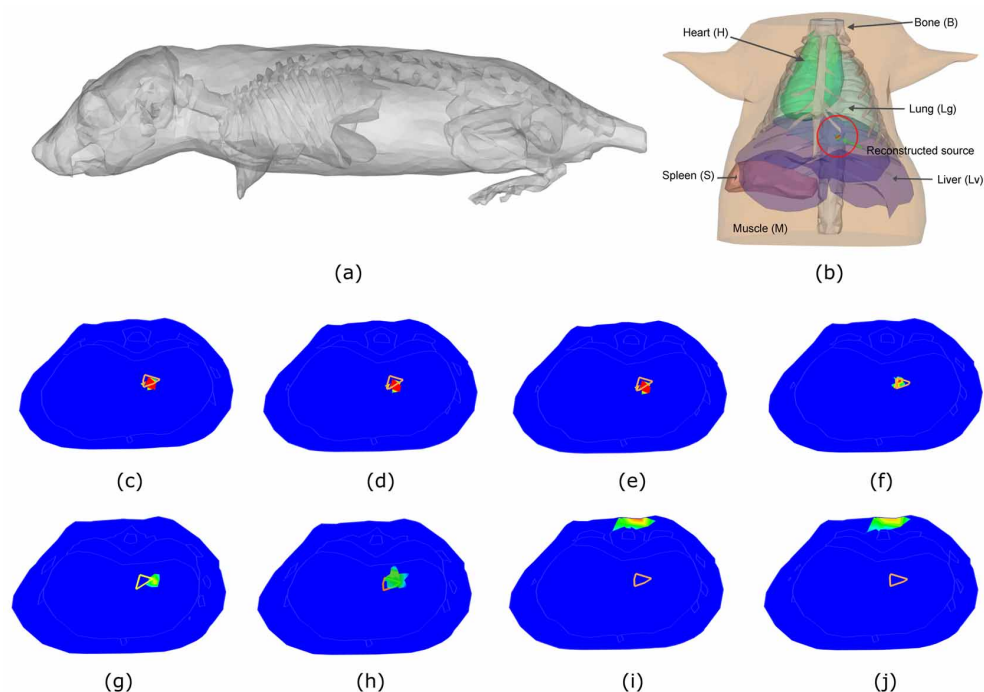 Bone (B)
Heart (H)
Lung (Lg)
Reconstructed source
Spleen (S)
Liver (Lv)
Muscle (M)
(a)
(b)
(c)
(d)
(e)
(f)
(g)
(h)
(i)
(j)